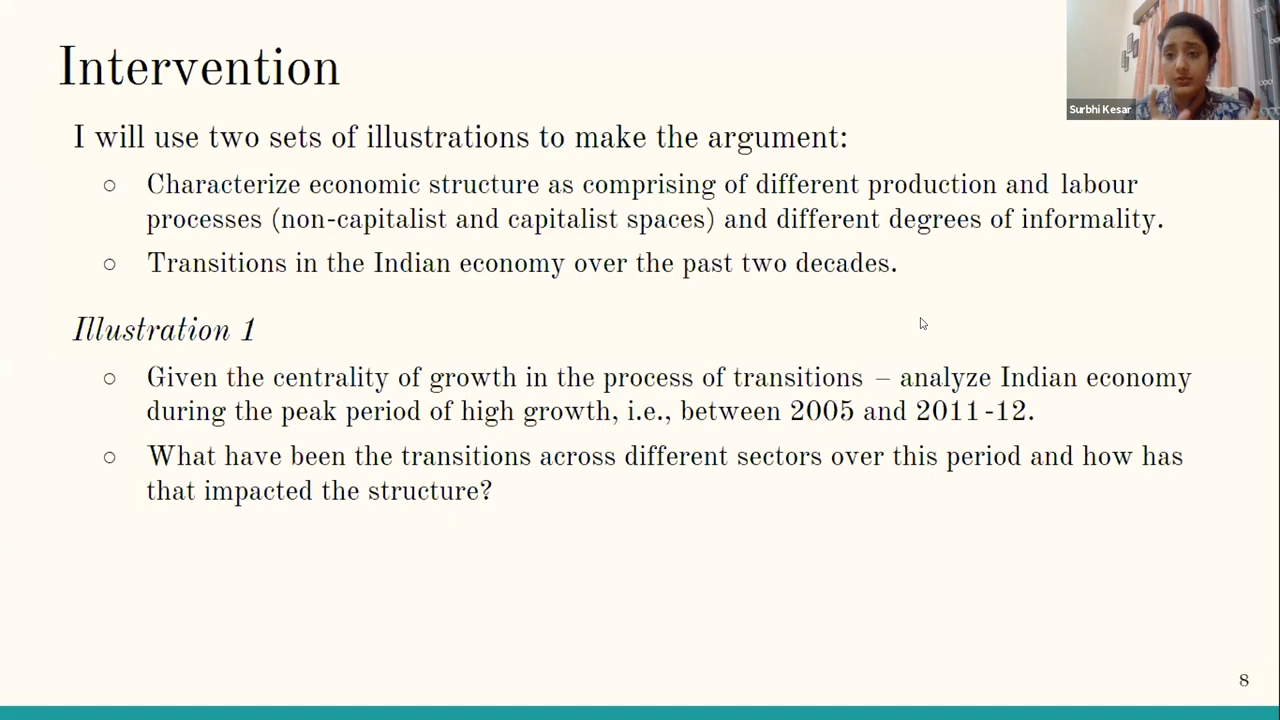 Intervention
Surbhi Kesar
I will use two sets of illustrations to make the argument:
○ Characterize economic structure as comprising of different production and labour
processes (non-capitalist and capitalist spaces) and different degrees of informality.
○ Transitions in the Indian economy over the past two decades.
Illustration 1
○ Given the centrality of growth in the process of transitions – analyze Indian economy
during the peak period of high growth, i.e., between 2005 and 2011-12.
○ What have been the transitions across different sectors over this period and how has
that impacted the structure?
8